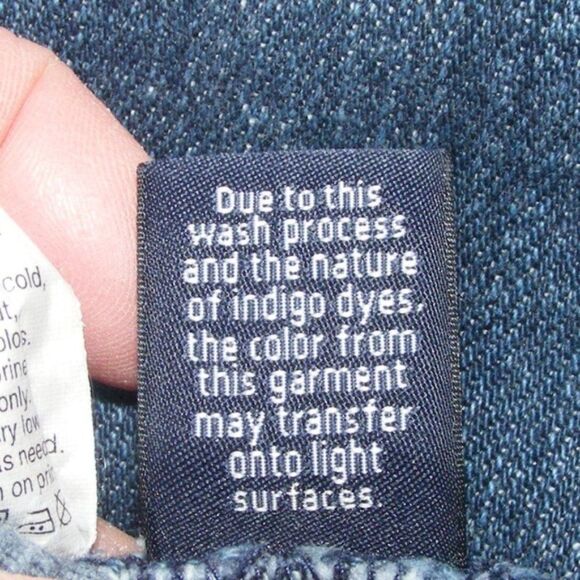 Due to this
wash process
and the nature
of indigo dyes,
the color from
this garment
may transfer
onto light
surfaces.
cold,
only.
low
on